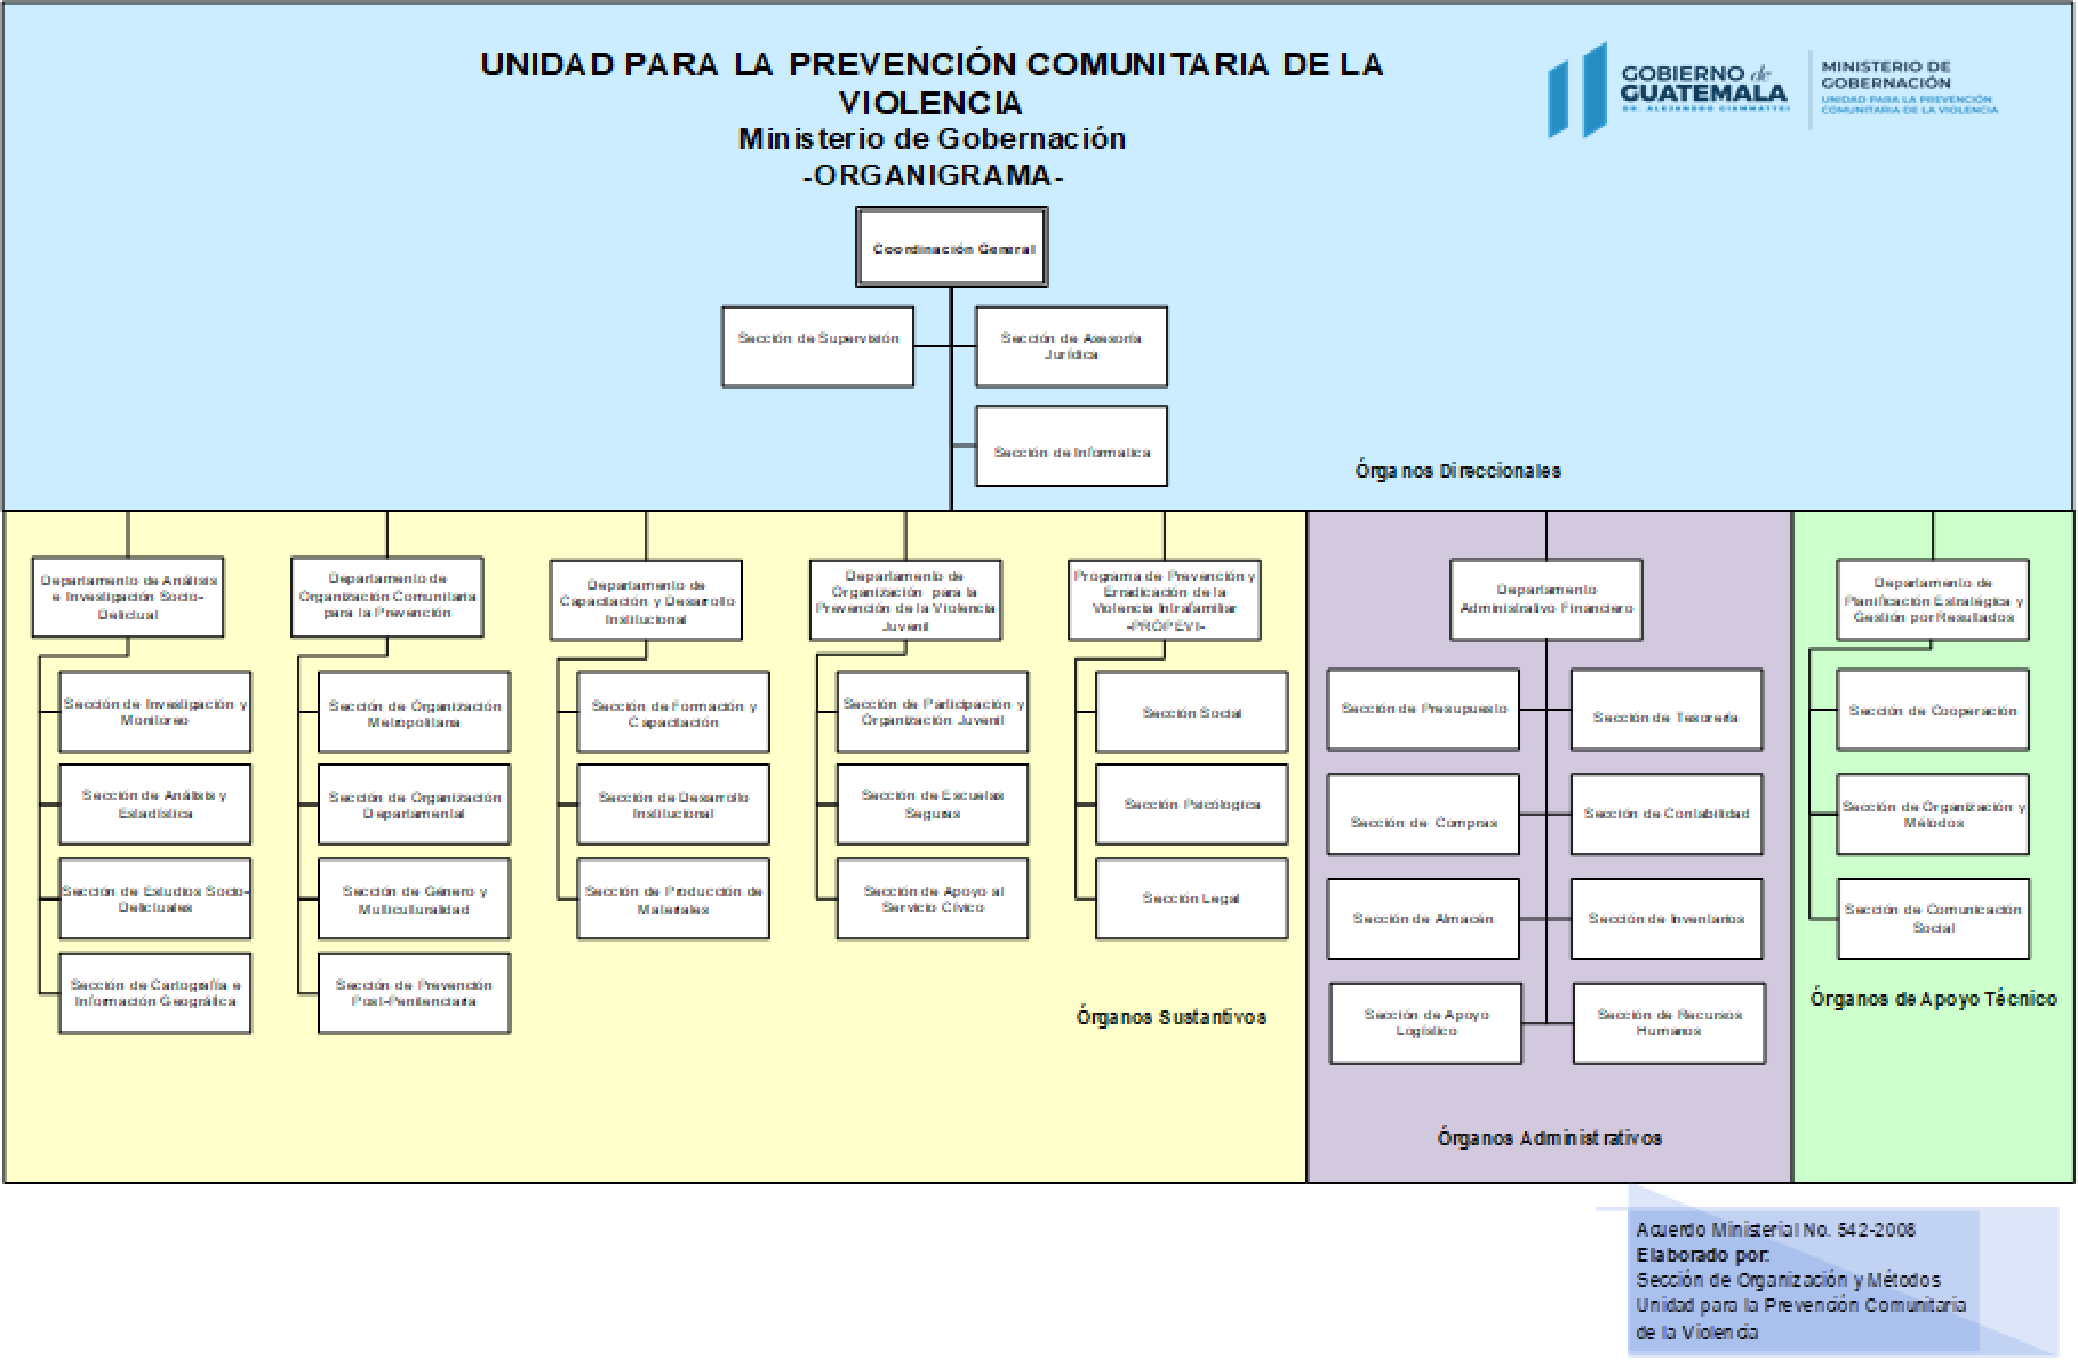 UNIDAD PARA LA PREVENCIÓN COMUNITARIA DE LA
VIOLENCIA
Ministerio de Gobernación
-ORGANIGRAMA-
GOBIERNO de
GUATEMALA
DR. ALEJANDRO GIAMMATTEI
MINISTERIO DE
GOBERNACIÓN
UNIDAD PARA LA PREVENCIÓN
COMUNITARIA DE LA VIOLENCIA
Coordinación General
Sección de Supervisión
Sección de Asesoría
Jurídica
Sección de Informatica
Órganos Direccionales
Departamento de Análisis
e Investigación Socio-
Delictual
Departamento de
Organización Comunitaria
para la Prevención
Departamento de
Capacitación y Desarrollo
Institucional
Departamento de
Organización para la
Prevención de la Violencia
Juvenil
Programa de Prevención y
Erradicación de la
Violencia Intrafamiliar
-PROPEVI-
Departamento
Administrativo Financiero
Departamento de
Planificación Estratégica y
Gestión por Resultados
Sección de Investigación y
Monitoreo
Sección de Análisis y
Estadística
Sección de Estudios Socio-
Delictuales
Sección de Cartografía e
Información Geográfica
Sección de Organización
Metropolitana
Sección de Organización
Departamental
Sección de Género y
Multiculturalidad
Sección de Prevención
Post-Penitenciaria
Sección de Formación y
Capacitación
Sección de Desarrollo
Institucional
Sección de Producción de
Materiales
Sección de Participación y
Organización Juvenil
Sección de Escuelas
Seguras
Sección de Apoyo al
Servicio Cívico
Sección Social
Sección Psicológica
Sección Legal
Órganos Sustantivos
Sección de Presupuesto
Sección de Tesorería
Sección de Compras
Sección de Contabilidad
Sección de Almacén
Sección de Inventarios
Sección de Apoyo
Logístico
Sección de Recursos
Humanos
Órganos Administrativos
Sección de Cooperación
Sección de Organización y
Métodos
Sección de Comunicación
Social
Órganos de Apoyo Técnico
Acuerdo Ministerial No. 542-2008
Elaborado por:
Sección de Organización y Métodos
Unidad para la Prevención Comunitaria
de la Violencia